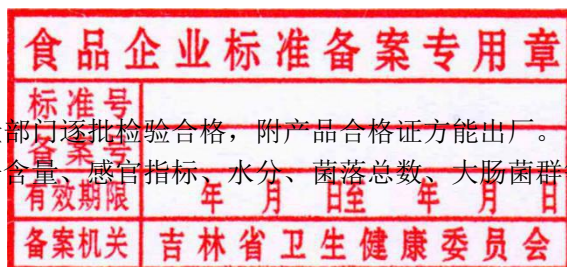 食品企业标准备案专用章
标准号
部门逐批检验合格，附产品合格证方能出厂。
备案号
含量、感官指标、水分、菌落总数、大肠菌群
有效期限 年 月 日至 年 月 日
备案机关 吉林省卫生健康委员会